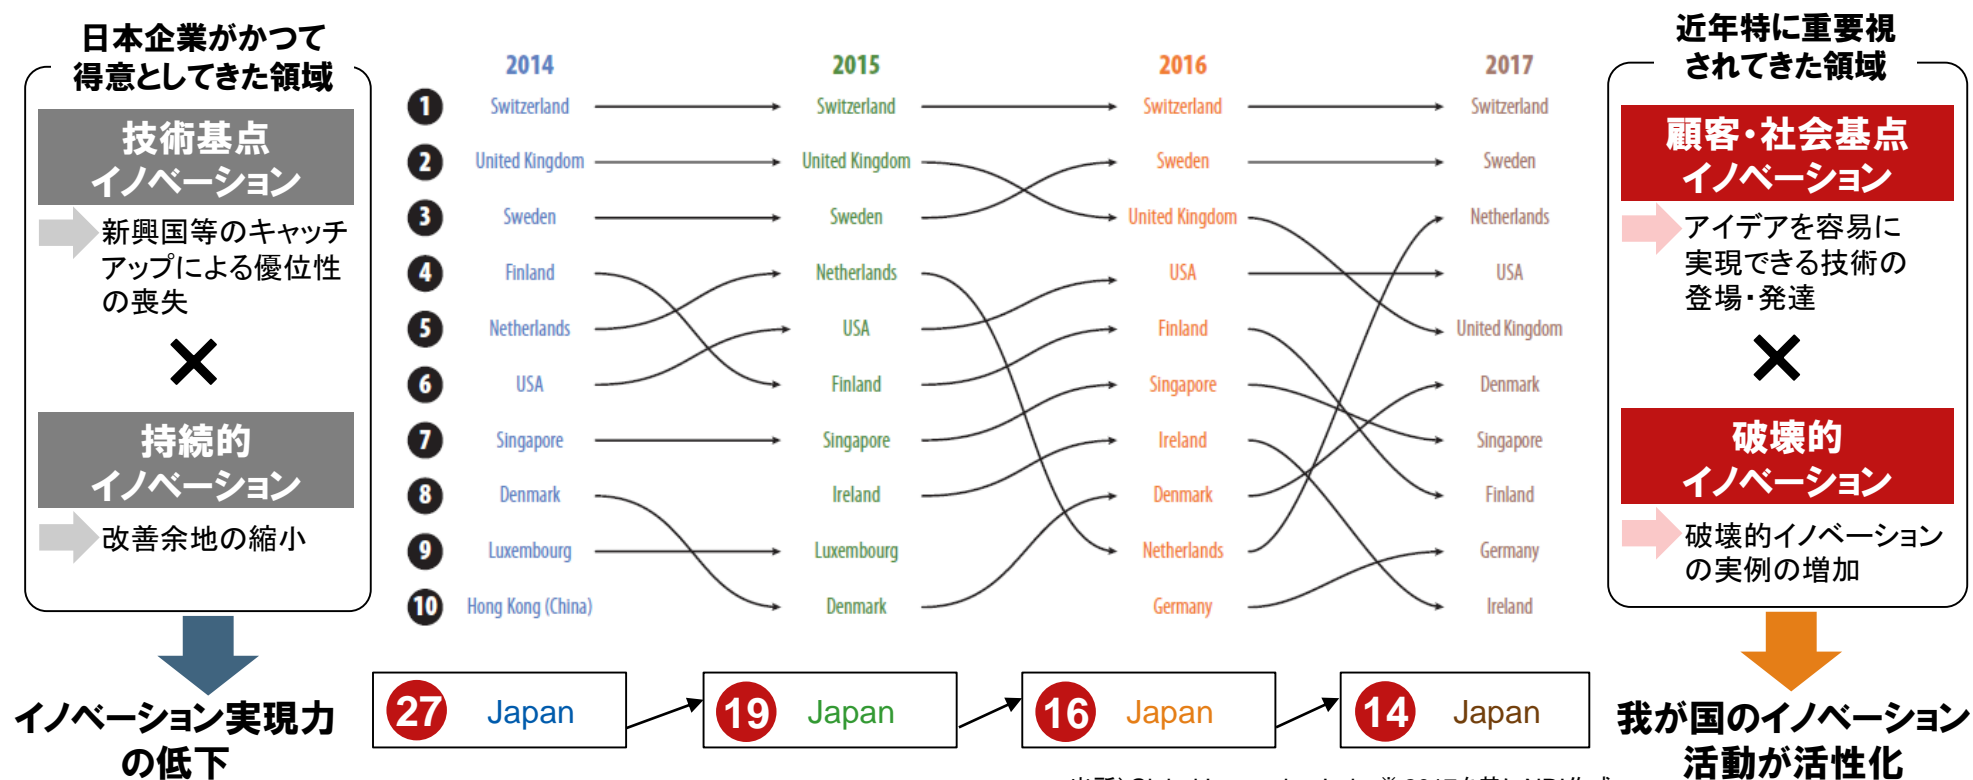 日本企業がかつて
得意としてきた領域
技術基点
イノベーション
新興国等のキャッチ
アップによる優位性
の喪失
×
持続的
イノベーション
改善余地の縮小
イノベーション実現力
の低下
2014 2015 2016 2017
1 Switzerland Switzerland Switzerland Switzerland
2 United Kingdom United Kingdom Sweden Sweden
3 Sweden Sweden United Kingdom Netherlands
4 Finland Netherlands USA USA
5 Netherlands USA Finland United Kingdom
6 USA Finland Singapore Denmark
7 Singapore Singapore Ireland Singapore
8 Denmark Ireland Denmark Finland
9 Luxembourg Luxembourg Netherlands Germany
10 Hong Kong (China) Denmark Germany Ireland
27 Japan 19 Japan 16 Japan 14 Japan
近年特に重要視
されてきた領域
顧客・社会基点
イノベーション
アイデアを容易に
実現できる技術の
登場・発達
×
破壊的
イノベーション
破壊的イノベーション
の実例の増加
我が国のイノベーション
活動が活性化